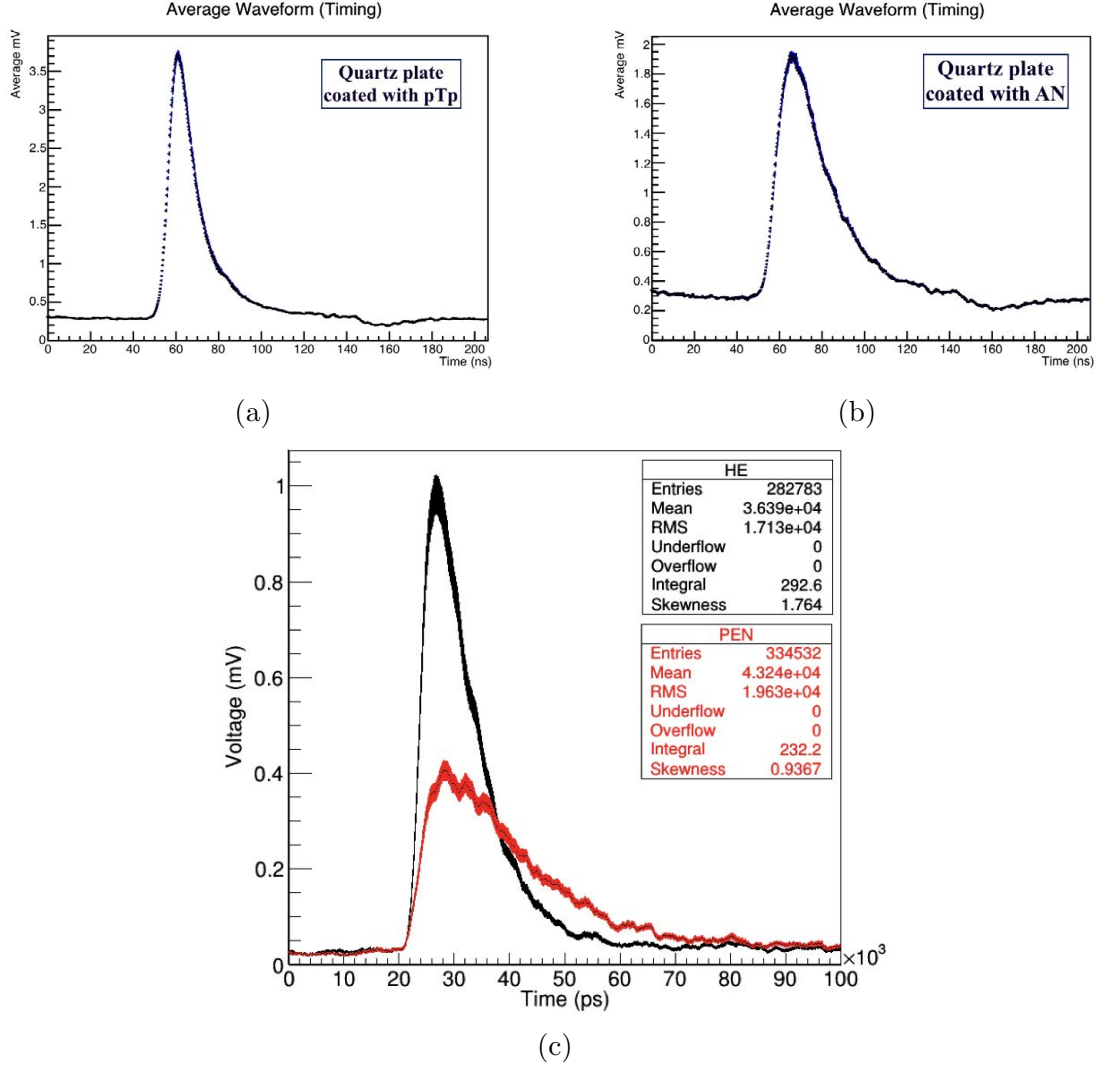 Average Waveform (Timing)
Average mV
3.5
3
2.5
2
1.5
1
0.5
0
Quartz plate
coated with pTp
0 20 40 60 80 100 120 140 160 180 200
Time (ns)
(a)
Average Waveform (Timing)
Average mV
2
1.8
1.6
1.4
1.2
1
0.8
0.6
0.4
0.2
0
Quartz plate
coated with AN
0 20 40 60 80 100 120 140 160 180 200
Time (ns)
(b)
Voltage (mV)
1
0.8
0.6
0.4
0.2
0
HE
Entries 282783
Mean 3.639e+04
RMS 1.713e+04
Underflow 0
Overflow 0
Integral 292.6
Skewness 1.764
PEN
Entries 334532
Mean 4.324e+04
RMS 1.963e+04
Underflow 0
Overflow 0
Integral 232.2
Skewness 0.9367
0 10 20 30 40 50 60 70 80 90 100
×10³
Time (ps)
(c)